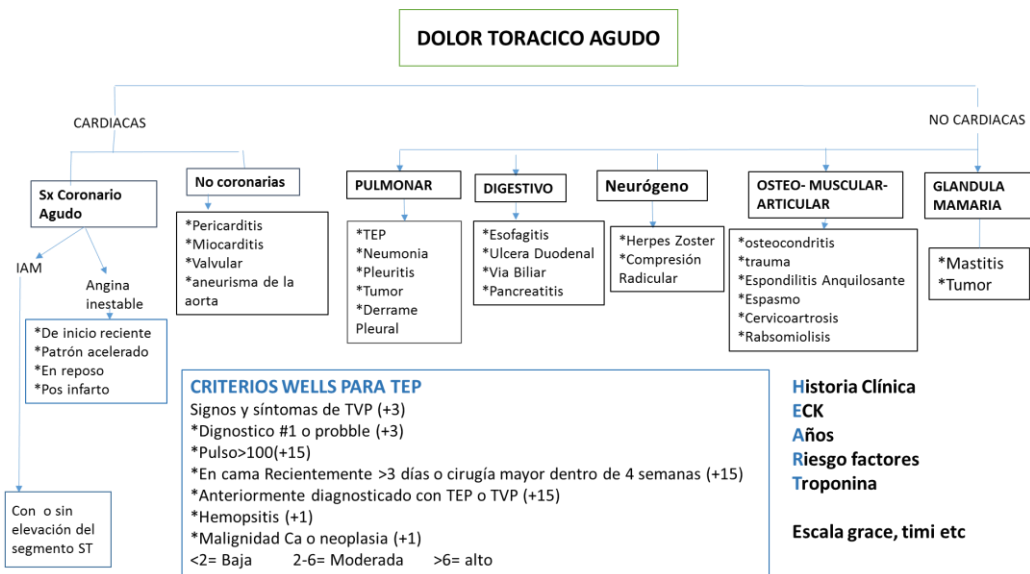 DOLOR TORACICO AGUDO
CARDIACAS
NO CARDIACAS
Sx Coronario
Agudo
No coronarias
PULMONAR
DIGESTIVO
Neurógeno
OSTEO- MUSCULAR-
ARTICULAR
GLANDULA
MAMARIA
IAM
Angina
inestable
*De inicio reciente
*Patrón acelerado
*En reposo
*Pos infarto
Con o sin
elevación del
segmento ST
*Pericarditis
*Miocarditis
*Valvular
*aneurisma de la
aorta
*TEP
*Neumonia
*Pleuritis
*Tumor
*Derrame
Pleural
*Esofagitis
*Ulcera Duodenal
*Via Biliar
*Pancreatitis
*Herpes Zoster
*Compresión
Radicular
*osteocondritis
*trauma
*Espondilitis Anquilosante
*Espasmo
*Cervicoartrosis
*Rabsomiolisis
*Mastitis
*Tumor
CRITERIOS WELLS PARA TEP
Signos y síntomas de TVP (+3)
*Dignostico #1 o probble (+3)
*Pulso>100(+15)
*En cama Recientemente >3 días o cirugía mayor dentro de 4 semanas (+15)
*Anteriormente diagnosticado con TEP o TVP (+15)
*Hemopsitis (+1)
*Malignidad Ca o neoplasia (+1)
<2= Baja 2-6= Moderada >6= alto
Historia Clínica
ECK
Años
Riesgo factores
Troponina
Escala grace, timi etc